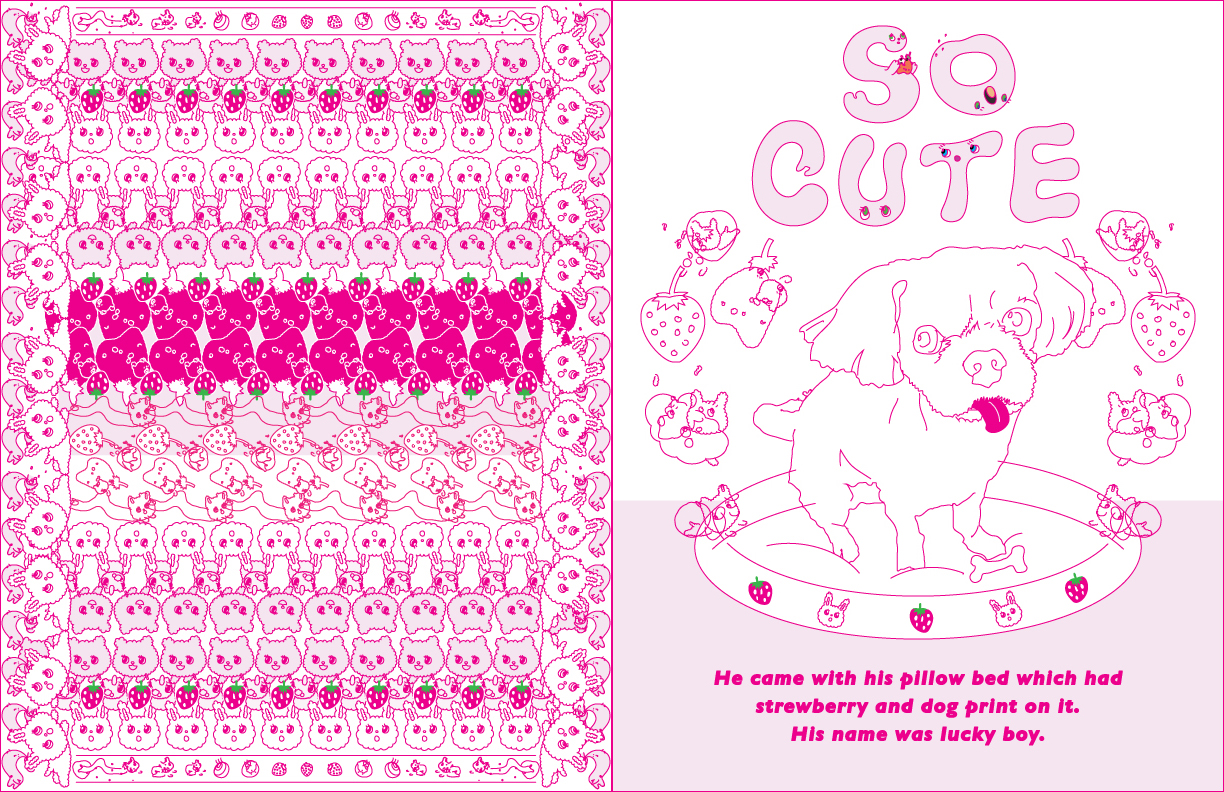 SO
CUTE
He came with his pillow bed which had
strewberry and dog print on it.
His name was lucky boy.